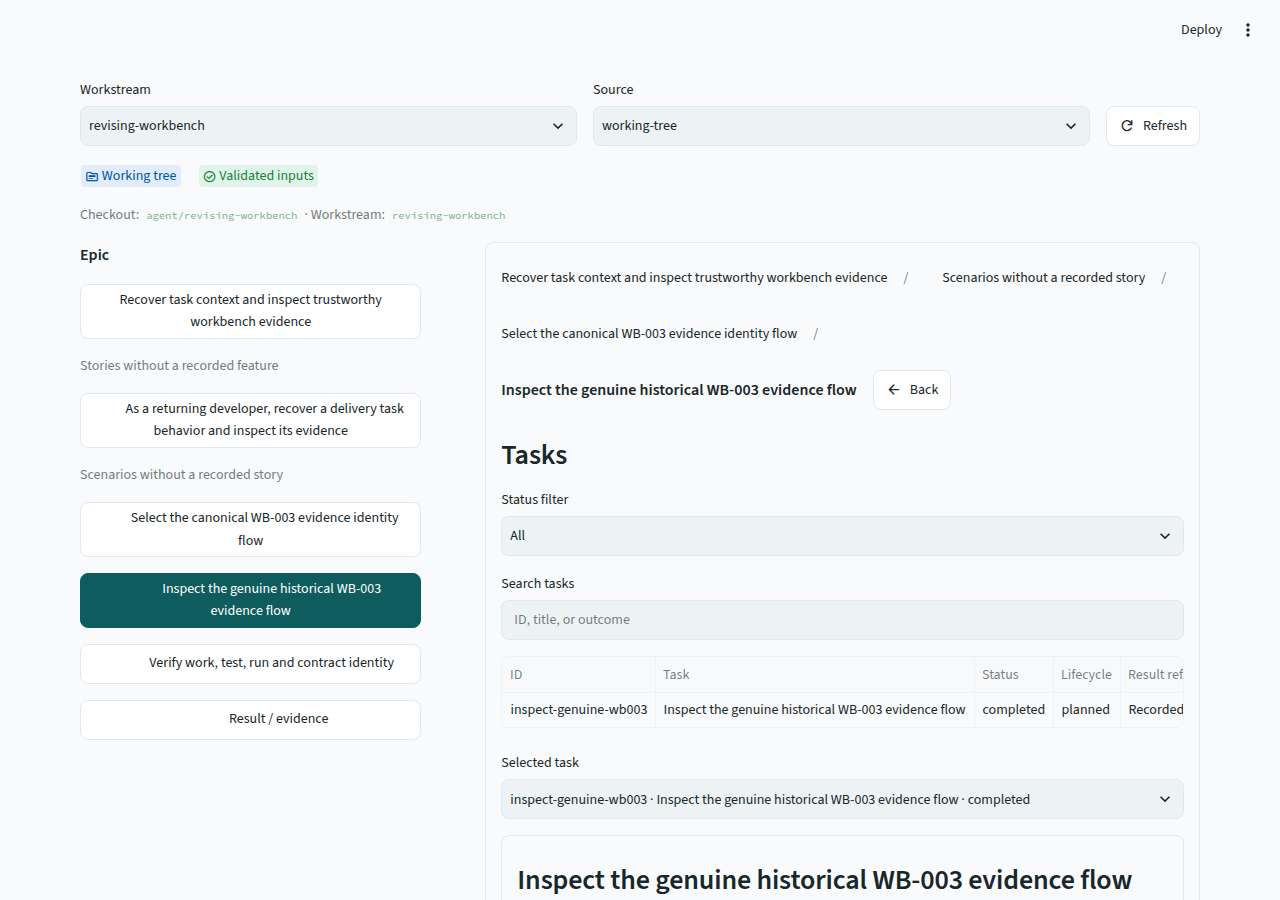 Deploy
Workstream
Source
revising-workbench
working-tree
Refresh
Working tree
Validated inputs
Checkout: agent/revising-workbench · Workstream: revising-workbench
Epic
Recover task context and inspect trustworthy
workbench evidence
Stories without a recorded feature
As a returning developer, recover a delivery task
behavior and inspect its evidence
Scenarios without a recorded story
Select the canonical WB-003 evidence identity
flow
Inspect the genuine historical WB-003
evidence flow
Verify work, test, run and contract identity
Result / evidence
Recover task context and inspect trustworthy workbench evidence /
Scenarios without a recorded story /
Select the canonical WB-003 evidence identity flow /
Inspect the genuine historical WB-003 evidence flow
Back
Tasks
Status filter
All
Search tasks
ID, title, or outcome
ID Task Status Lifecycle Result ref
inspect-genuine-wb003 Inspect the genuine historical WB-003 evidence flow completed planned Recorded
Selected task
inspect-genuine-wb003 · Inspect the genuine historical WB-003 evidence flow · completed
Inspect the genuine historical WB-003 evidence flow